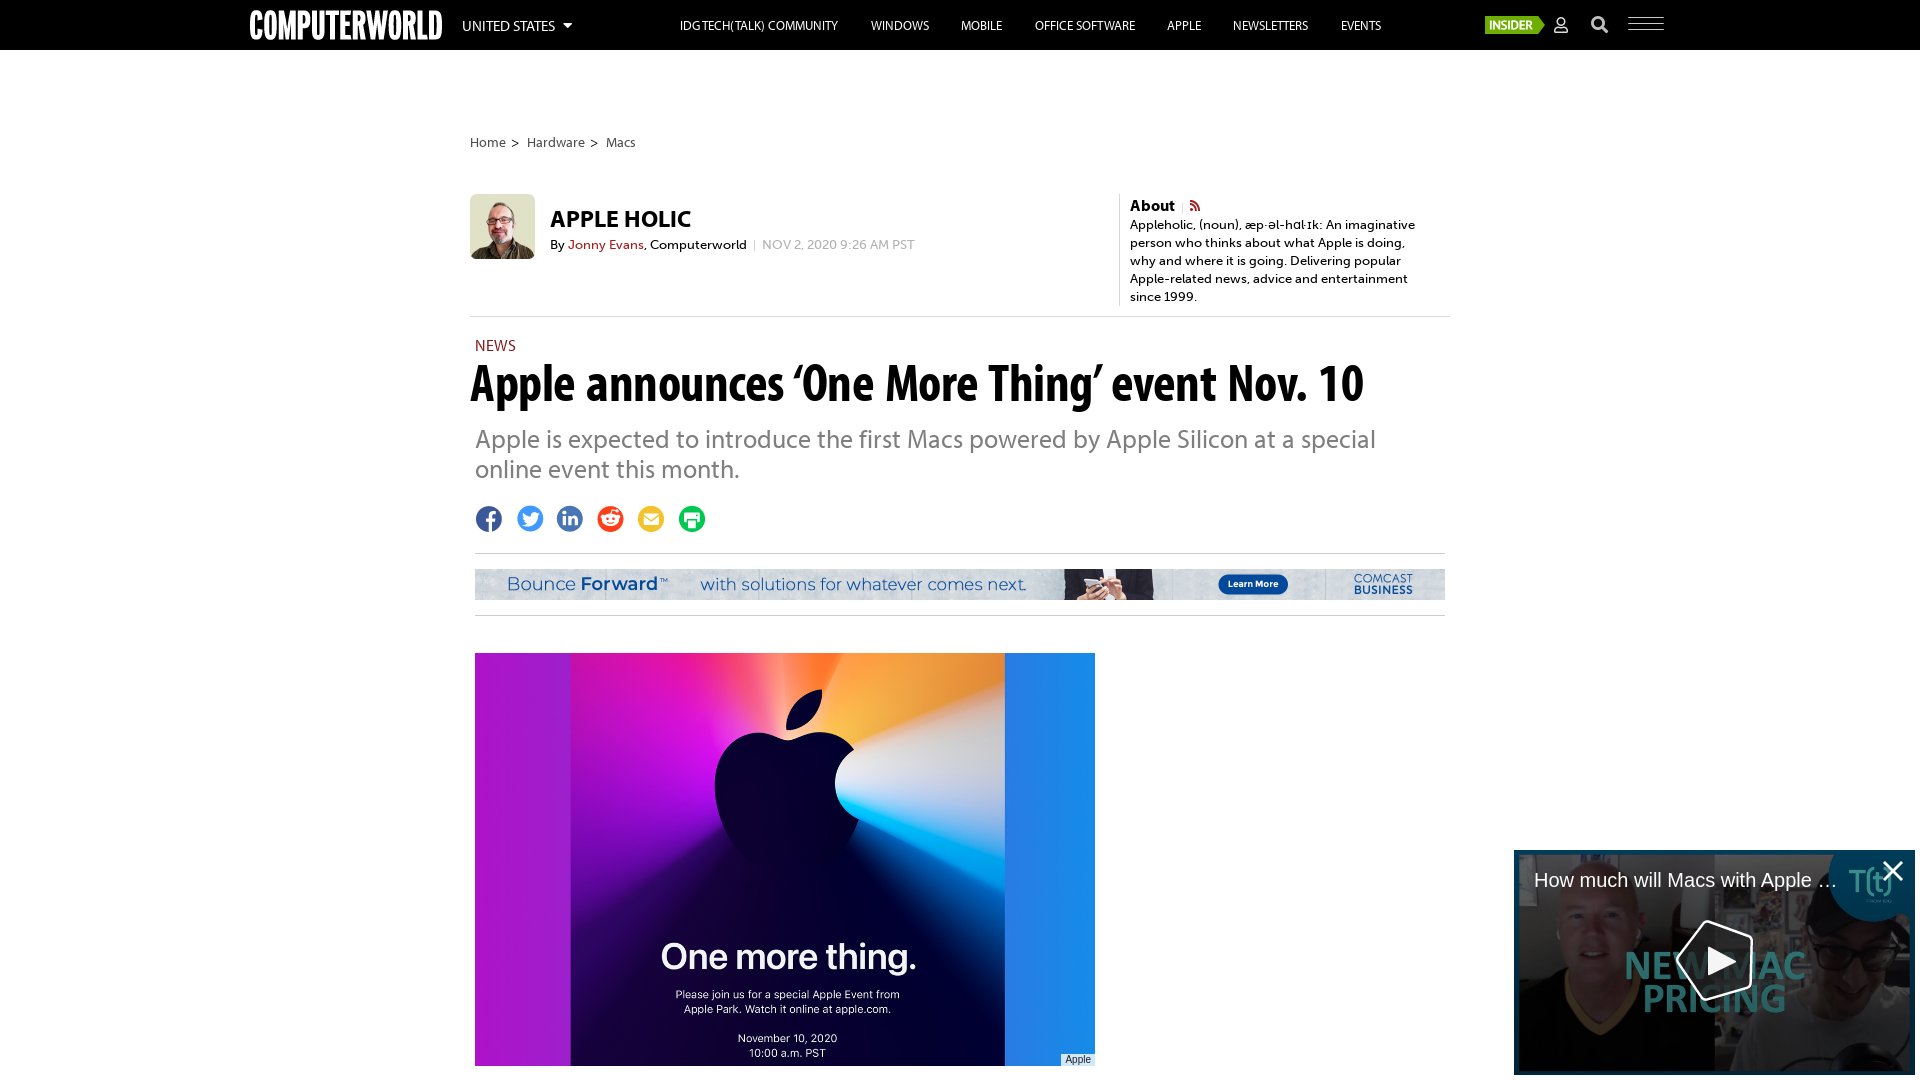 COMPUTERWORLD UNITED STATES IDG TECH(TALK) COMMUNITY WINDOWS MOBILE OFFICE SOFTWARE APPLE NEWSLETTERS EVENTS INSIDER
Home > Hardware > Macs
APPLE HOLIC
By Jonny Evans, Computerworld | NOV 2, 2020 9:26 AM PST
About
Appleholic, (noun), æp·əl-hɑl·ɪk: An imaginative
person who thinks about what Apple is doing,
why and where it is going. Delivering popular
Apple-related news, advice and entertainment
since 1999.
NEWS
Apple announces ‘One More Thing’ event Nov. 10
Apple is expected to introduce the first Macs powered by Apple Silicon at a special
online event this month.
Bounce Forward™ with solutions for whatever comes next. Learn More COMCAST
BUSINESS
One more thing.
Please join us for a special Apple Event from
Apple Park. Watch it online at apple.com.
November 10, 2020
10:00 a.m. PST
Apple
How much will Macs with Apple …
T(t)
NEW MAC
PRICING